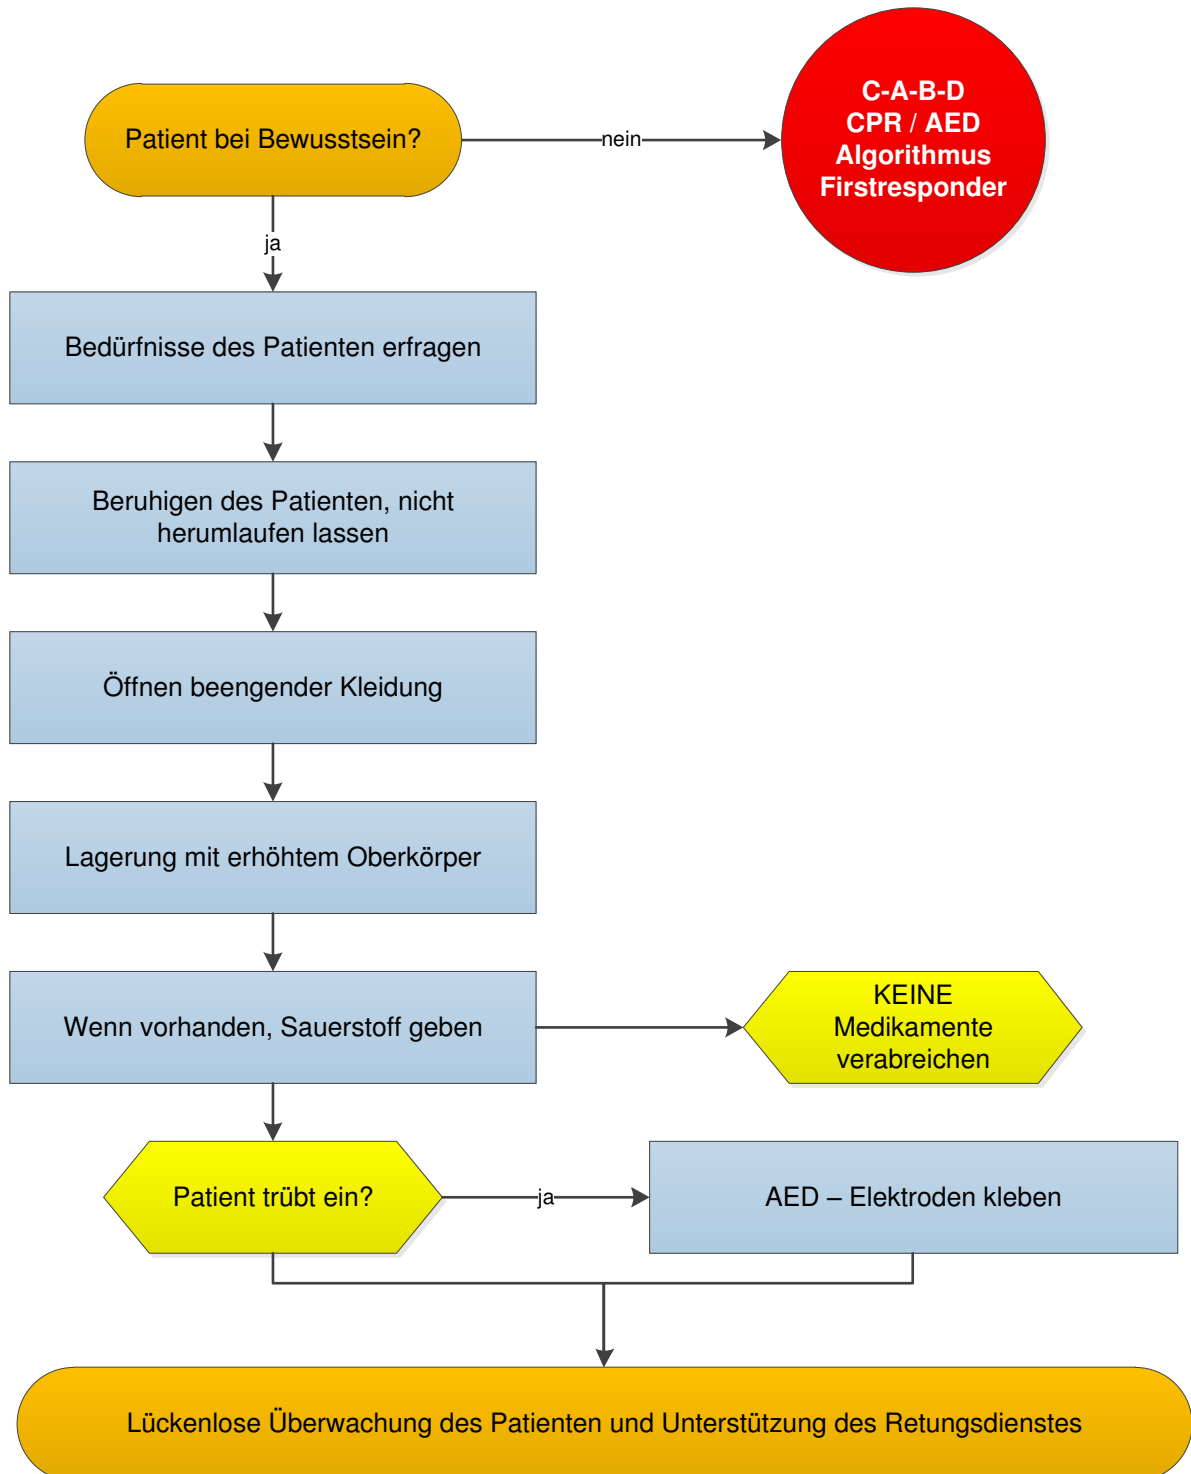 Patient bei Bewusstsein?
nein
C-A-B-D
CPR / AED
Algorithmus
Firstresponder
ja
Bedürfnisse des Patienten erfragen
Beruhigen des Patienten, nicht
herumlaufen lassen
Öffnen beengender Kleidung
Lagerung mit erhöhtem Oberkörper
Wenn vorhanden, Sauerstoff geben
KEINE
Medikamente
verabreichen
Patient trübt ein?
ja
AED – Elektroden kleben
Lückenlose Überwachung des Patienten und Unterstützung des Retungsdienstes